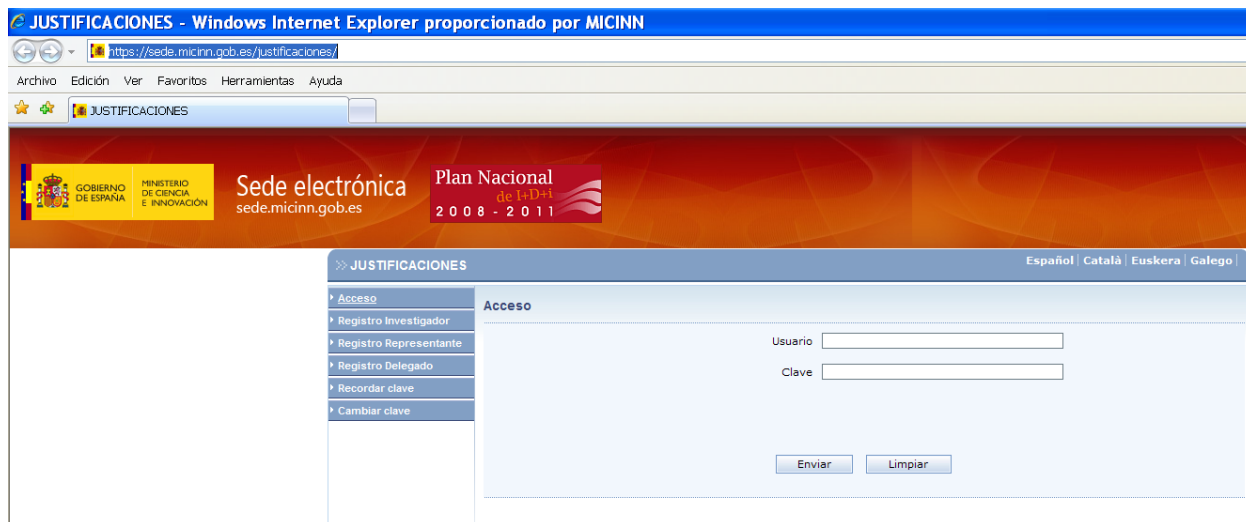 JUSTIFICACIONES - Windows Internet Explorer proporcionado por MICINN
https://sede.micinn.gob.es/justificaciones/
Archivo Edición Ver Favoritos Herramientas Ayuda
JUSTIFICACIONES
GOBIERNO DE ESPAÑA
MINISTERIO DE CIENCIA E INNOVACIÓN
Sede electrónica
sede.micinn.gob.es
Plan Nacional
de I+D+i
2008-2011
JUSTIFICACIONES
Español | Català | Euskera | Galego |
Acceso
Registro Investigador
Registro Representante
Registro Delegado
Recordar clave
Cambiar clave
Acceso
Usuario
Clave
Enviar Limpiar